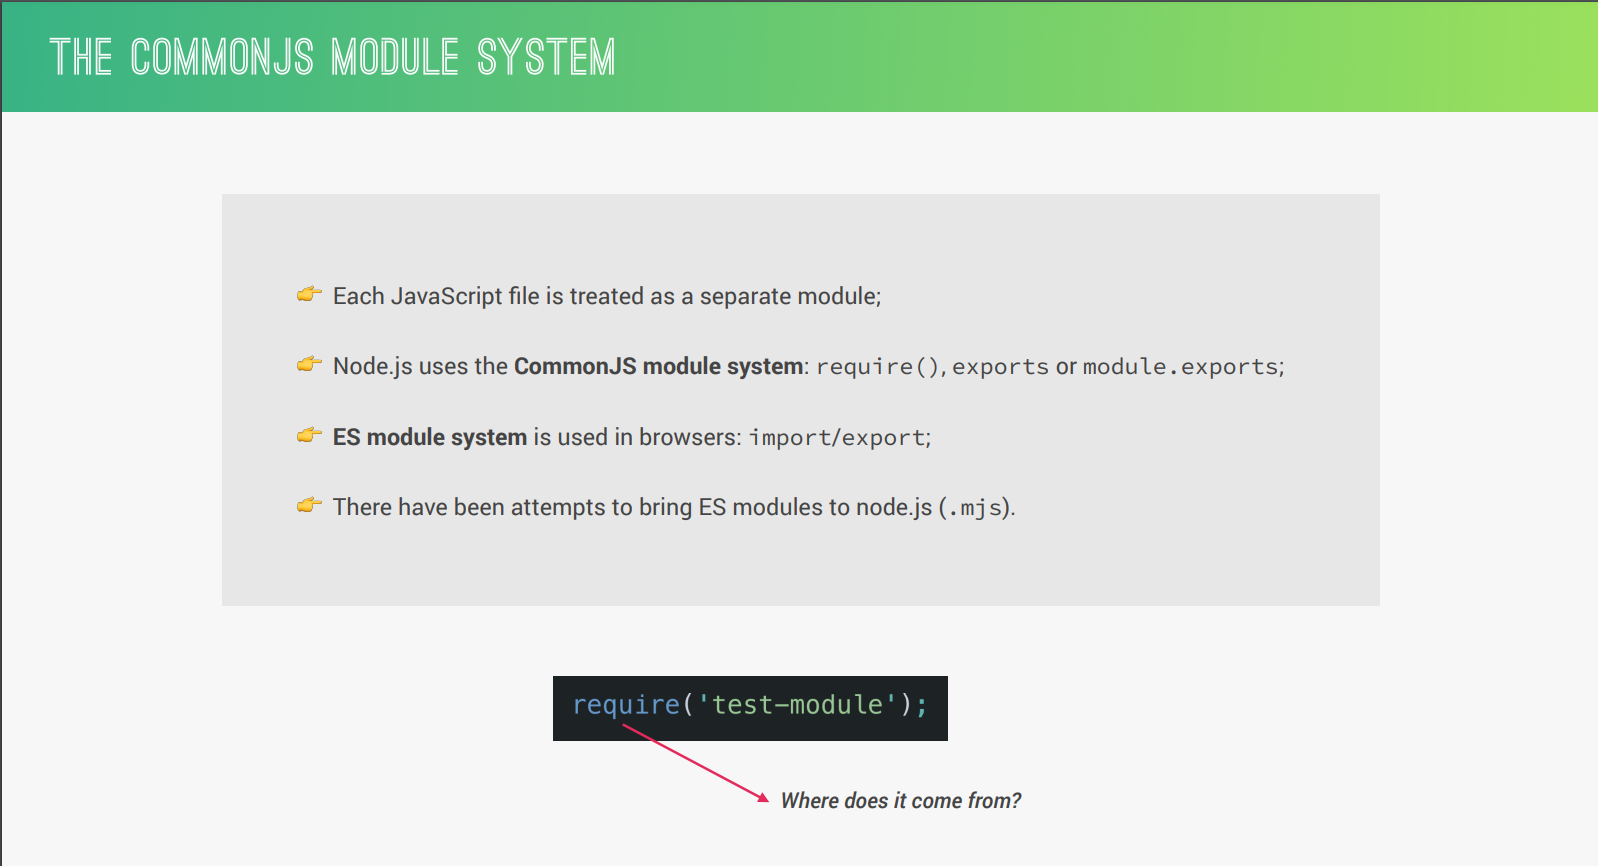 THE COMMONJS MODULE SYSTEM
👉 Each JavaScript file is treated as a separate module;
👉 Node.js uses the CommonJS module system: require(), exports or module.exports;
👉 ES module system is used in browsers: import/export;
👉 There have been attempts to bring ES modules to node.js (.mjs).
require('test-module');
Where does it come from?